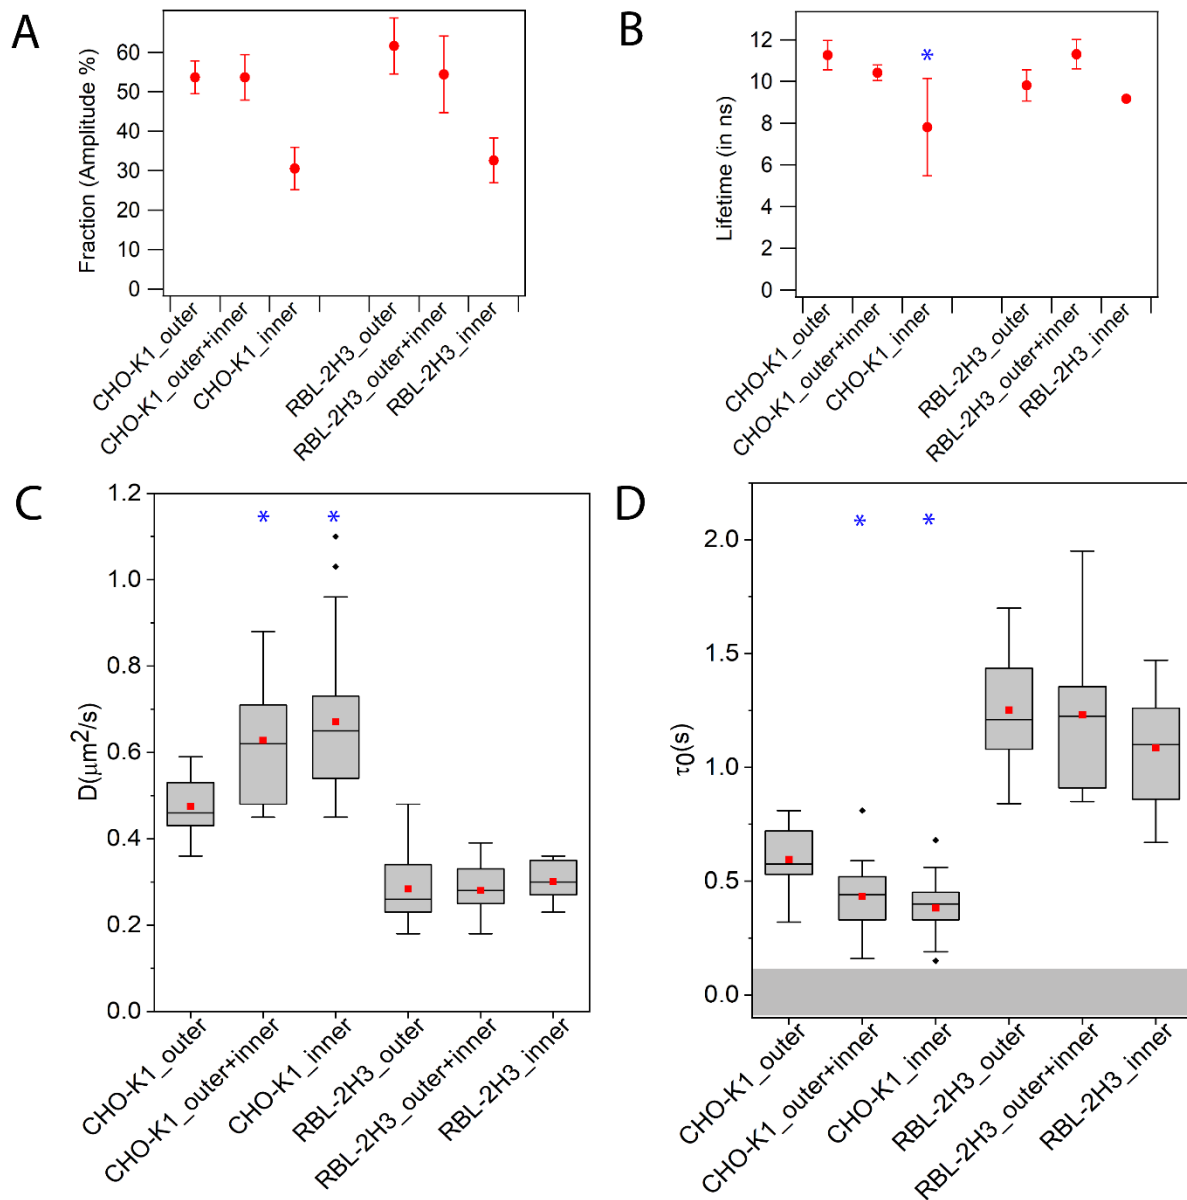 A
Fraction (Amplitude %)
60
50
40
30
20
10
0
CHO-K1_outer
CHO-K1_outer+inner
CHO-K1_inner
RBL-2H3_outer
RBL-2H3_outer+inner
RBL-2H3_inner
B
Lifetime (in ns)
12
10
8
6
4
2
0
*
CHO-K1_outer
CHO-K1_outer+inner
CHO-K1_inner
RBL-2H3_outer
RBL-2H3_outer+inner
RBL-2H3_inner
C
D(μm²/s)
1.2
1.0
0.8
0.6
0.4
0.2
0.0
* *
CHO-K1_outer
CHO-K1_outer+inner
CHO-K1_inner
RBL-2H3_outer
RBL-2H3_outer+inner
RBL-2H3_inner
D
τ0(s)
2.0
1.5
1.0
0.5
0.0
* *
CHO-K1_outer
CHO-K1_outer+inner
CHO-K1_inner
RBL-2H3_outer
RBL-2H3_outer+inner
RBL-2H3_inner